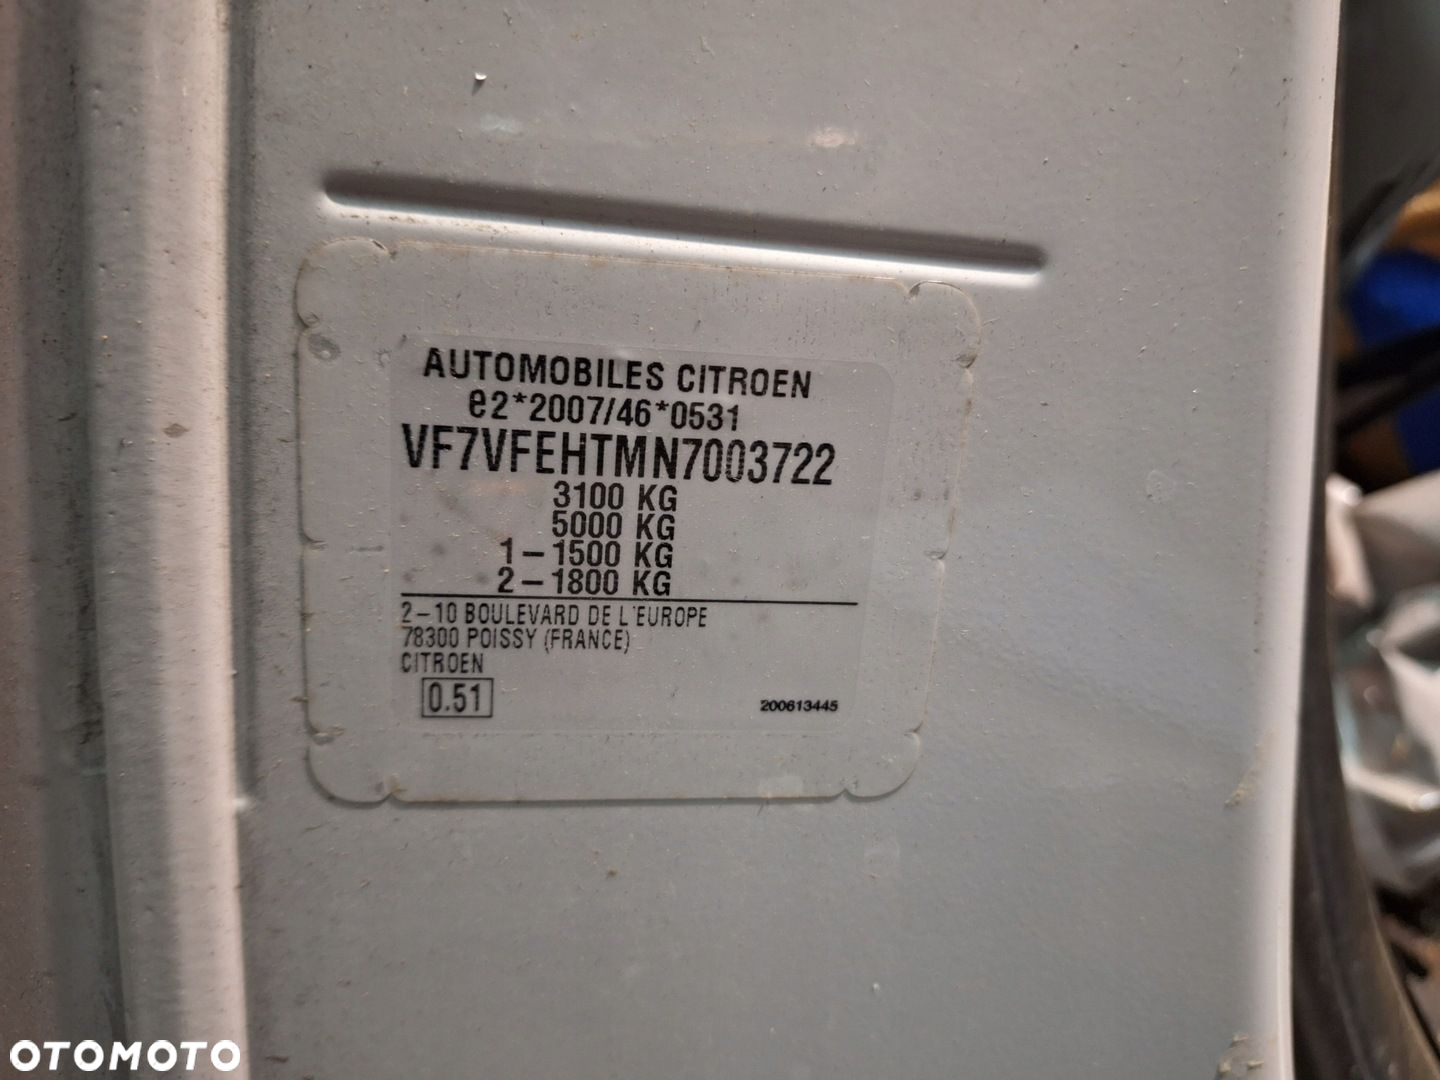 AUTOMOBILES CITROEN
e2*2007/46*0531
VF7VFEHTMN7003722
3100 KG
5000 KG
1-1500 KG
2-1800 KG
2-10 BOULEVARD DE L'EUROPE
78300 POISSY (FRANCE)
CITROEN
0.51
200613445
OTOMOTO